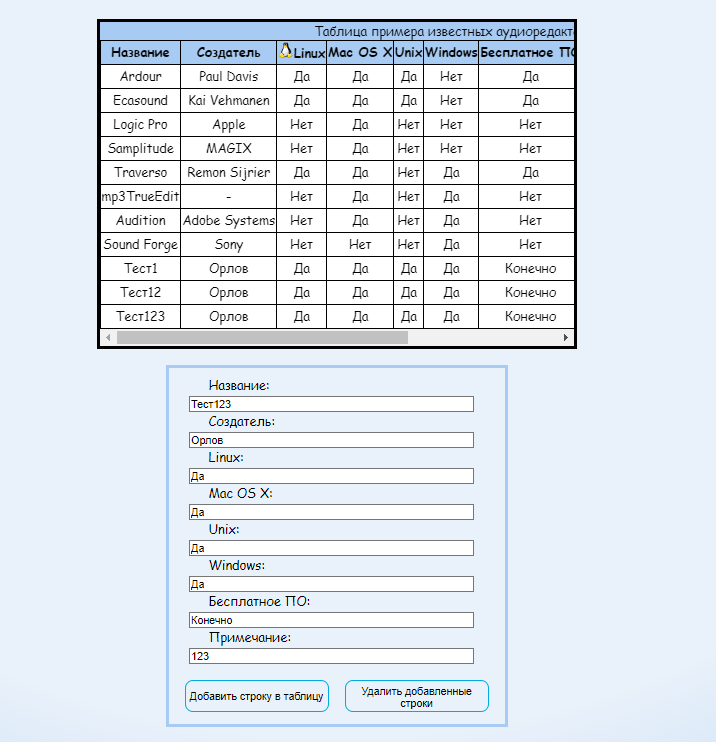 Таблица примера известных аудиоредакт
Название Создатель Linux Mac OS X Unix Windows Бесплатное ПО
Ardour Paul Davis Да Да Да Нет Да
Ecasound Kai Vehmanen Да Да Да Нет Да
Logic Pro Apple Нет Да Нет Нет Нет
Samplitude MAGIX Нет Да Нет Нет Нет
Traverso Remon Sijrier Да Да Нет Да Да
mp3TrueEdit - Нет Да Нет Да Нет
Audition Adobe Systems Нет Да Нет Да Нет
Sound Forge Sony Нет Нет Нет Да Нет
Тест1 Орлов Да Да Да Да Конечно
Тест12 Орлов Да Да Да Да Конечно
Тест123 Орлов Да Да Да Да Конечно
Название:
Тест123
Создатель:
Орлов
Linux:
Да
Mac OS X:
Да
Unix:
Да
Windows:
Да
Бесплатное ПО:
Конечно
Примечание:
123
Добавить строку в таблицу
Удалить добавленные
строки